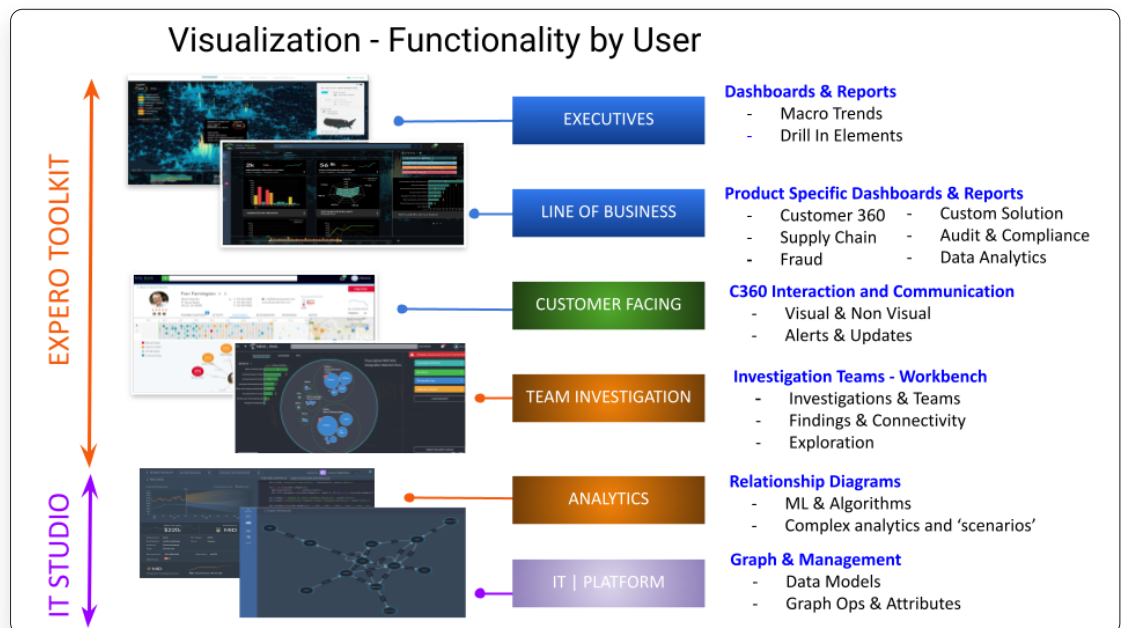 Visualization - Functionality by User
EXPERO TOOLKIT
IT STUDIO
EXECUTIVES
Dashboards & Reports
- Macro Trends
- Drill In Elements
LINE OF BUSINESS
Product Specific Dashboards & Reports
- Customer 360 - Custom Solution
- Supply Chain - Audit & Compliance
- Fraud - Data Analytics
CUSTOMER FACING
C360 Interaction and Communication
- Visual & Non Visual
- Alerts & Updates
TEAM INVESTIGATION
Investigation Teams - Workbench
- Investigations & Teams
- Findings & Connectivity
- Exploration
ANALYTICS
Relationship Diagrams
- ML & Algorithms
- Complex analytics and ‘scenarios’
IT | PLATFORM
Graph & Management
- Data Models
- Graph Ops & Attributes